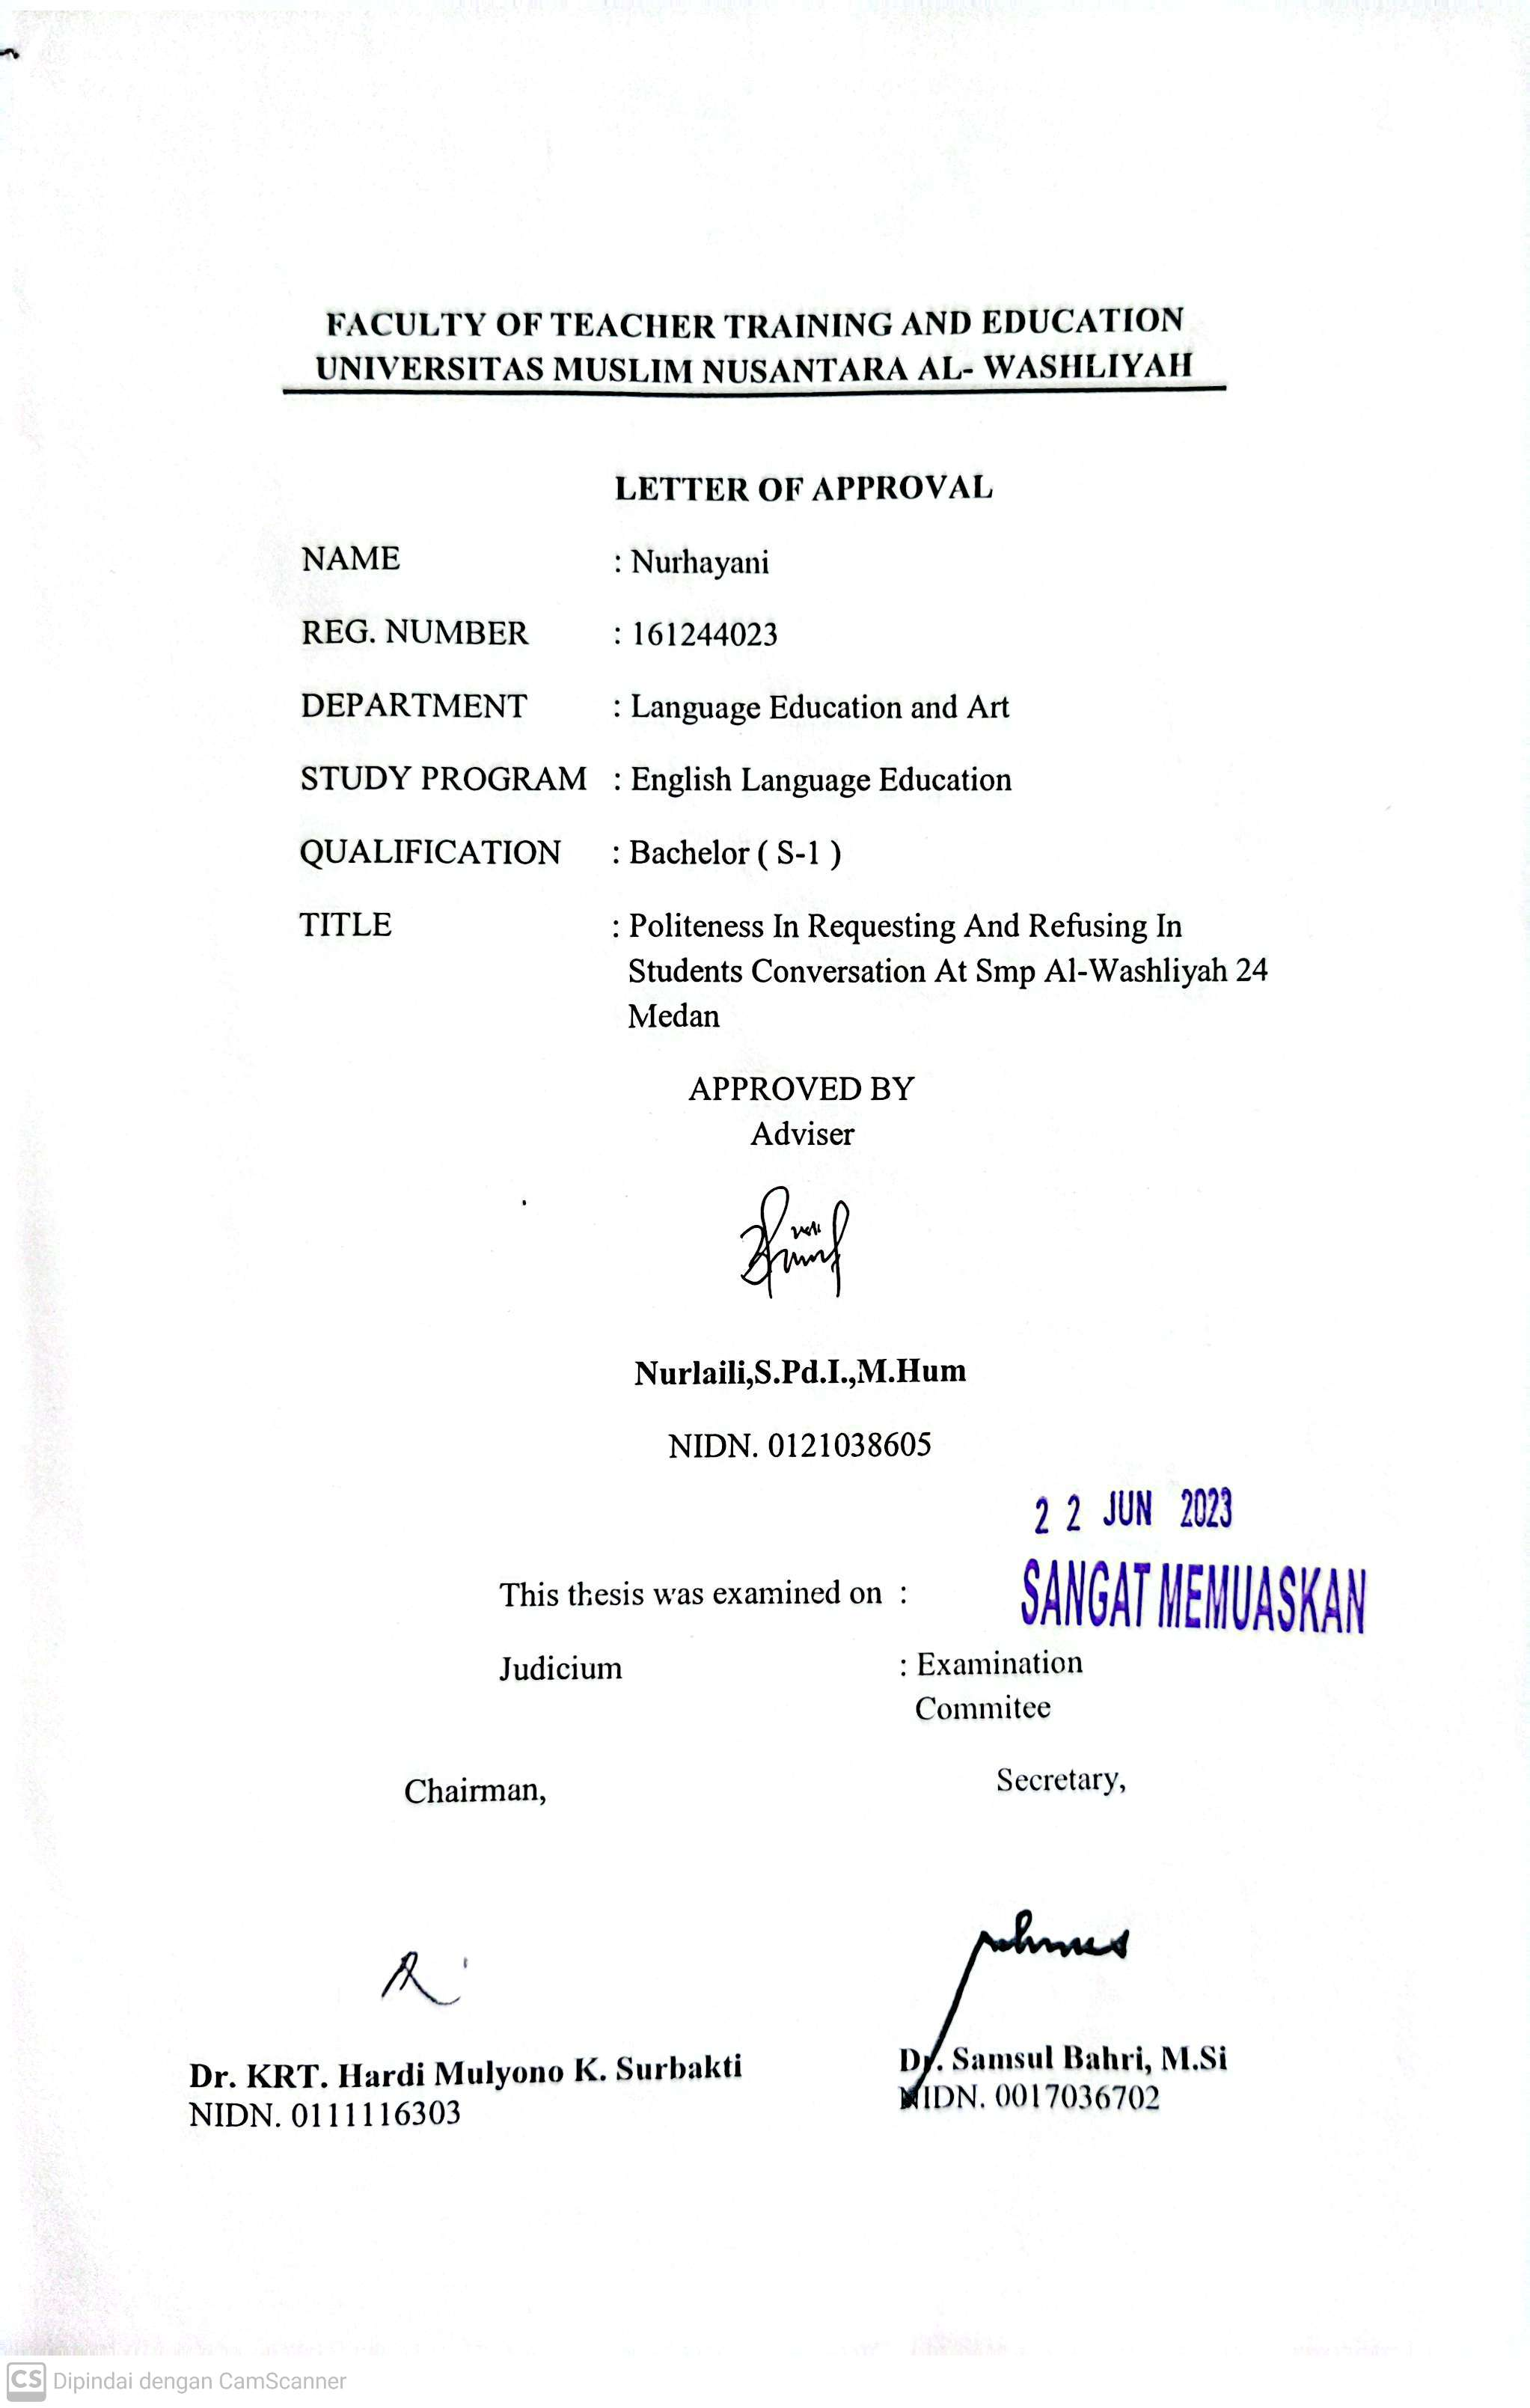 FACULTY OF TEACHER TRAINING AND EDUCATION
UNIVERSITAS MUSLIM NUSANTARA AL- WASHLIYAH
LETTER OF APPROVAL
NAME : Nurhayani
REG. NUMBER : 161244023
DEPARTMENT : Language Education and Art
STUDY PROGRAM : English Language Education
QUALIFICATION : Bachelor ( S-1 )
TITLE : Politeness In Requesting And Refusing In
Students Conversation At Smp Al-Washliyah 24
Medan
APPROVED BY
Adviser
Nurlaili,S.Pd.I.,M.Hum
NIDN. 0121038605
22 JUN 2023
This thesis was examined on : SANGAT MEMUASKAN
Judicium : Examination
Commitee
Chairman, Secretary,
Dr. KRT. Hardi Mulyono K. Surbakti Dr. Samsul Bahri, M.Si
NIDN. 0111116303 NIDN. 0017036702
CS Dipindai dengan CamScanner